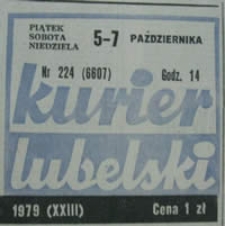 PIĄTEK
SOBOTA
NIEDZIELA
5-7 PAŹDZIERNIKA
Nr 224 (6607) Godz. 14
kurier
lubelski
1979 (XXIII) Cena 1 zł